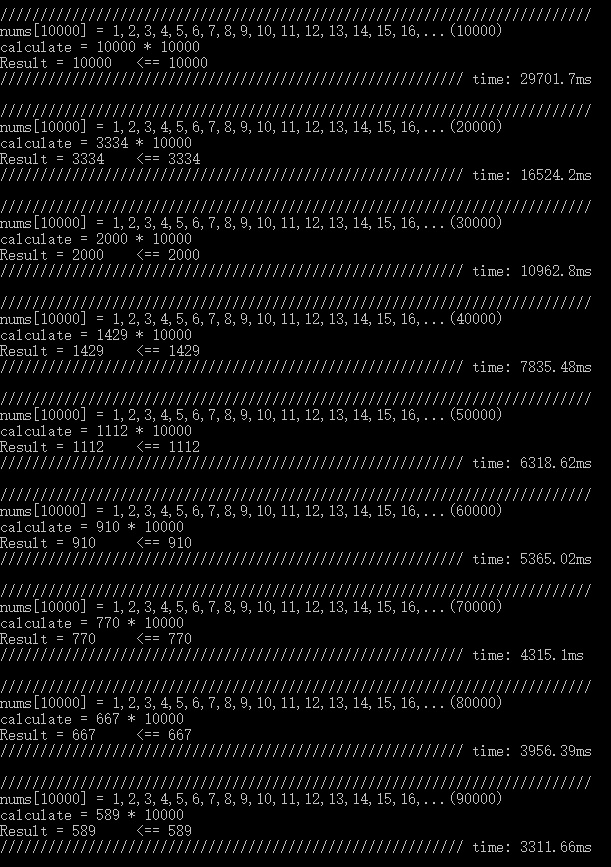 //////////////////////////////////////////////////////////////////////////
nums[10000] = 1,2,3,4,5,6,7,8,9,10,11,12,13,14,15,16,...(10000)
calculate = 10000 * 10000
Result = 10000   <== 10000
////////////////////////////////////////////////////////// time: 29701.7ms

//////////////////////////////////////////////////////////////////////////
nums[10000] = 1,2,3,4,5,6,7,8,9,10,11,12,13,14,15,16,...(20000)
calculate = 3334 * 10000
Result = 3334    <== 3334
////////////////////////////////////////////////////////// time: 16524.2ms

//////////////////////////////////////////////////////////////////////////
nums[10000] = 1,2,3,4,5,6,7,8,9,10,11,12,13,14,15,16,...(30000)
calculate = 2000 * 10000
Result = 2000    <== 2000
////////////////////////////////////////////////////////// time: 10962.8ms

//////////////////////////////////////////////////////////////////////////
nums[10000] = 1,2,3,4,5,6,7,8,9,10,11,12,13,14,15,16,...(40000)
calculate = 1429 * 10000
Result = 1429    <== 1429
////////////////////////////////////////////////////////// time: 7835.48ms

//////////////////////////////////////////////////////////////////////////
nums[10000] = 1,2,3,4,5,6,7,8,9,10,11,12,13,14,15,16,...(50000)
calculate = 1112 * 10000
Result = 1112    <== 1112
////////////////////////////////////////////////////////// time: 6318.62ms

//////////////////////////////////////////////////////////////////////////
nums[10000] = 1,2,3,4,5,6,7,8,9,10,11,12,13,14,15,16,...(60000)
calculate = 910 * 10000
Result = 910     <== 910
////////////////////////////////////////////////////////// time: 5365.02ms

//////////////////////////////////////////////////////////////////////////
nums[10000] = 1,2,3,4,5,6,7,8,9,10,11,12,13,14,15,16,...(70000)
calculate = 770 * 10000
Result = 770     <== 770
////////////////////////////////////////////////////////// time: 4315.1ms

//////////////////////////////////////////////////////////////////////////
nums[10000] = 1,2,3,4,5,6,7,8,9,10,11,12,13,14,15,16,...(80000)
calculate = 667 * 10000
Result = 667     <== 667
////////////////////////////////////////////////////////// time: 3956.39ms

//////////////////////////////////////////////////////////////////////////
nums[10000] = 1,2,3,4,5,6,7,8,9,10,11,12,13,14,15,16,...(90000)
calculate = 589 * 10000
Result = 589     <== 589
////////////////////////////////////////////////////////// time: 3311.66ms